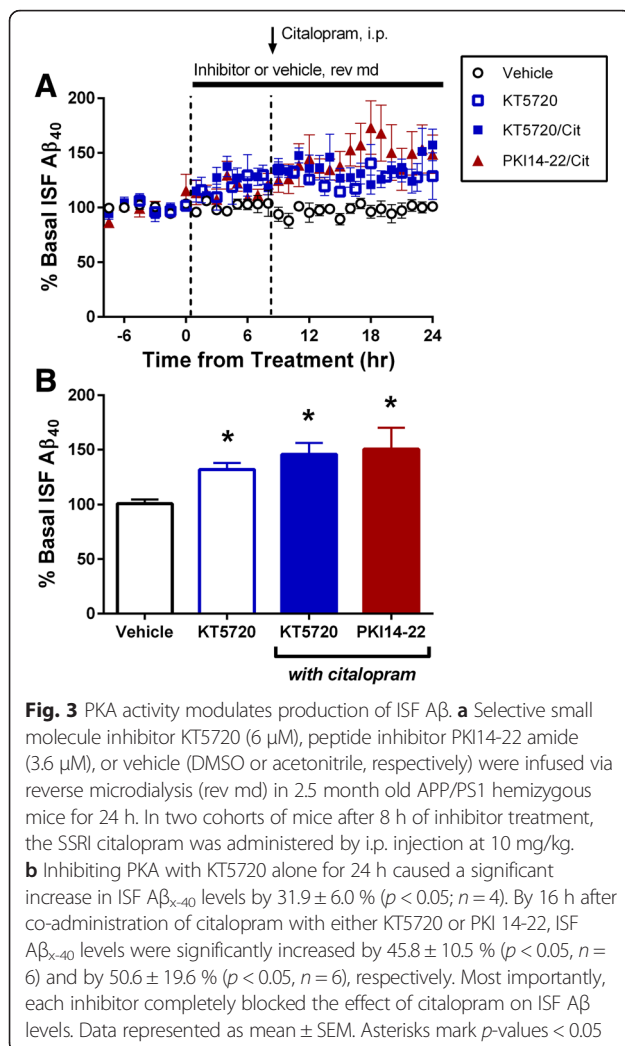 Citalopram, i.p.
Inhibitor or vehicle, rev md
Vehicle
KT5720
KT5720/Cit
PKI14-22/Cit
A
% Basal ISF Aβ40
200
150
100
50
0
-6 0 6 12 18 24
Time from Treatment (hr)
B
% Basal ISF Aβ40
200
150
100
50
0
* * *
Vehicle KT5720 KT5720 PKI14-22
with citalopram
Fig. 3 PKA activity modulates production of ISF Aβ. a Selective small
molecule inhibitor KT5720 (6 μM), peptide inhibitor PKI14-22 amide
(3.6 μM), or vehicle (DMSO or acetonitrile, respectively) were infused via
reverse microdialysis (rev md) in 2.5 month old APP/PS1 hemizygous
mice for 24 h. In two cohorts of mice after 8 h of inhibitor treatment,
the SSRI citalopram was administered by i.p. injection at 10 mg/kg.
b Inhibiting PKA with KT5720 alone for 24 h caused a significant
increase in ISF Aβx-40 levels by 31.9 ± 6.0 % (p < 0.05; n = 4). By 16 h after
co-administration of citalopram with either KT5720 or PKI 14-22, ISF
Aβx-40 levels were significantly increased by 45.8 ± 10.5 % (p < 0.05, n =
6) and by 50.6 ± 19.6 % (p < 0.05, n = 6), respectively. Most importantly,
each inhibitor completely blocked the effect of citalopram on ISF Aβ
levels. Data represented as mean ± SEM. Asterisks mark p-values < 0.05